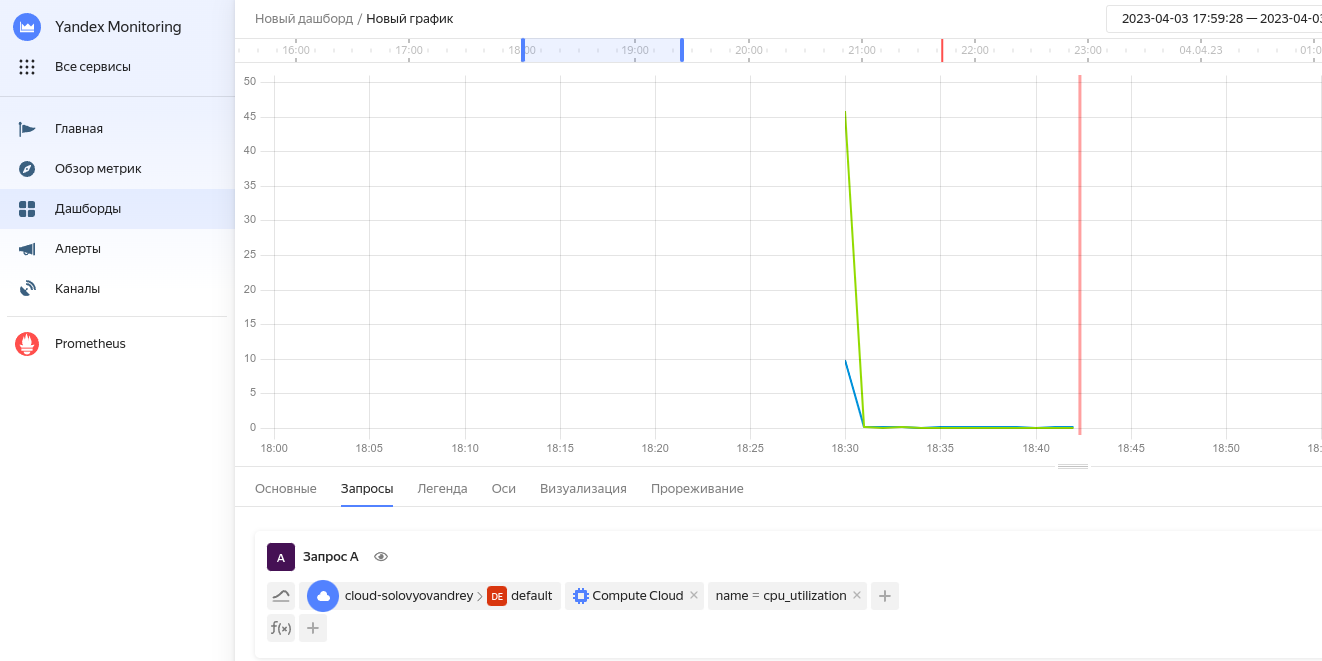 Yandex Monitoring
Все сервисы
Главная
Обзор метрик
Дашборды
Алерты
Каналы
Prometheus
Новый дашборд / Новый график
2023-04-03 17:59:28 — 2023-04-03
16:00 17:00 18:00 19:00 20:00 21:00 22:00 23:00 04.04.23 01:0
50
45
40
35
30
25
20
15
10
5
0
18:00 18:05 18:10 18:15 18:20 18:25 18:30 18:35 18:40 18:45 18:50 18:
Основные Запросы Легенда Оси Визуализация Прореживание
A Запрос A
cloud-solovyovandrey > DE default Compute Cloud × name = cpu_utilization × +
f(x) +